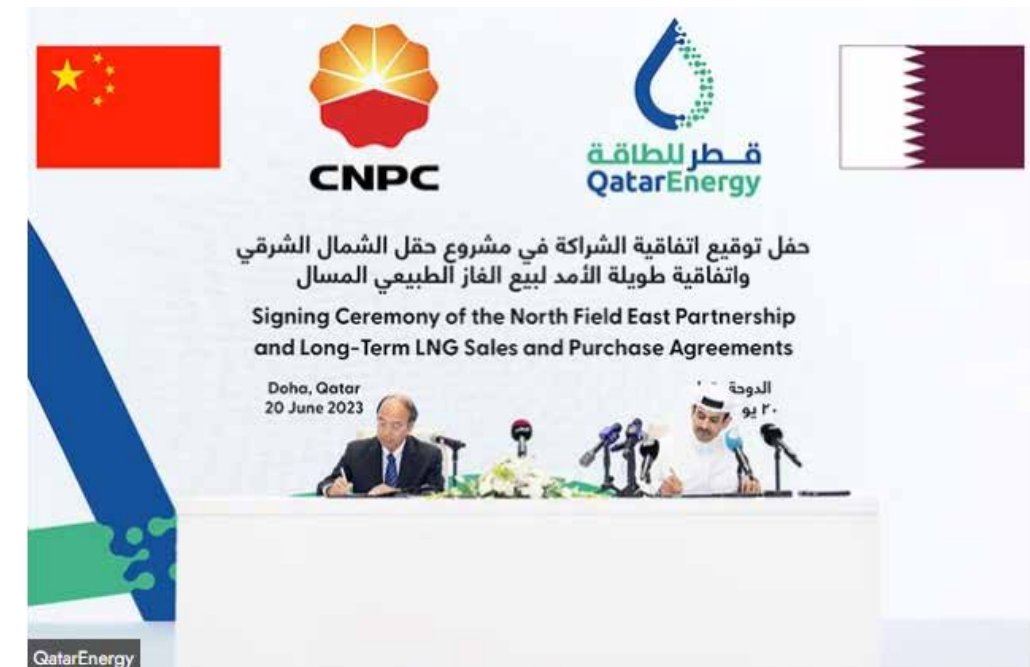 CNPC
قطر للطاقة
QatarEnergy
حفل توقيع اتفاقية الشراكة في مشروع حقل الشمال الشرقي
واتفاقية طويلة الأمد لبيع الغاز الطبيعي المسال
Signing Ceremony of the North Field East Partnership
and Long-Term LNG Sales and Purchase Agreements
Doha, Qatar
20 June 2023
الدوحة
٢٠
QatarEnergy